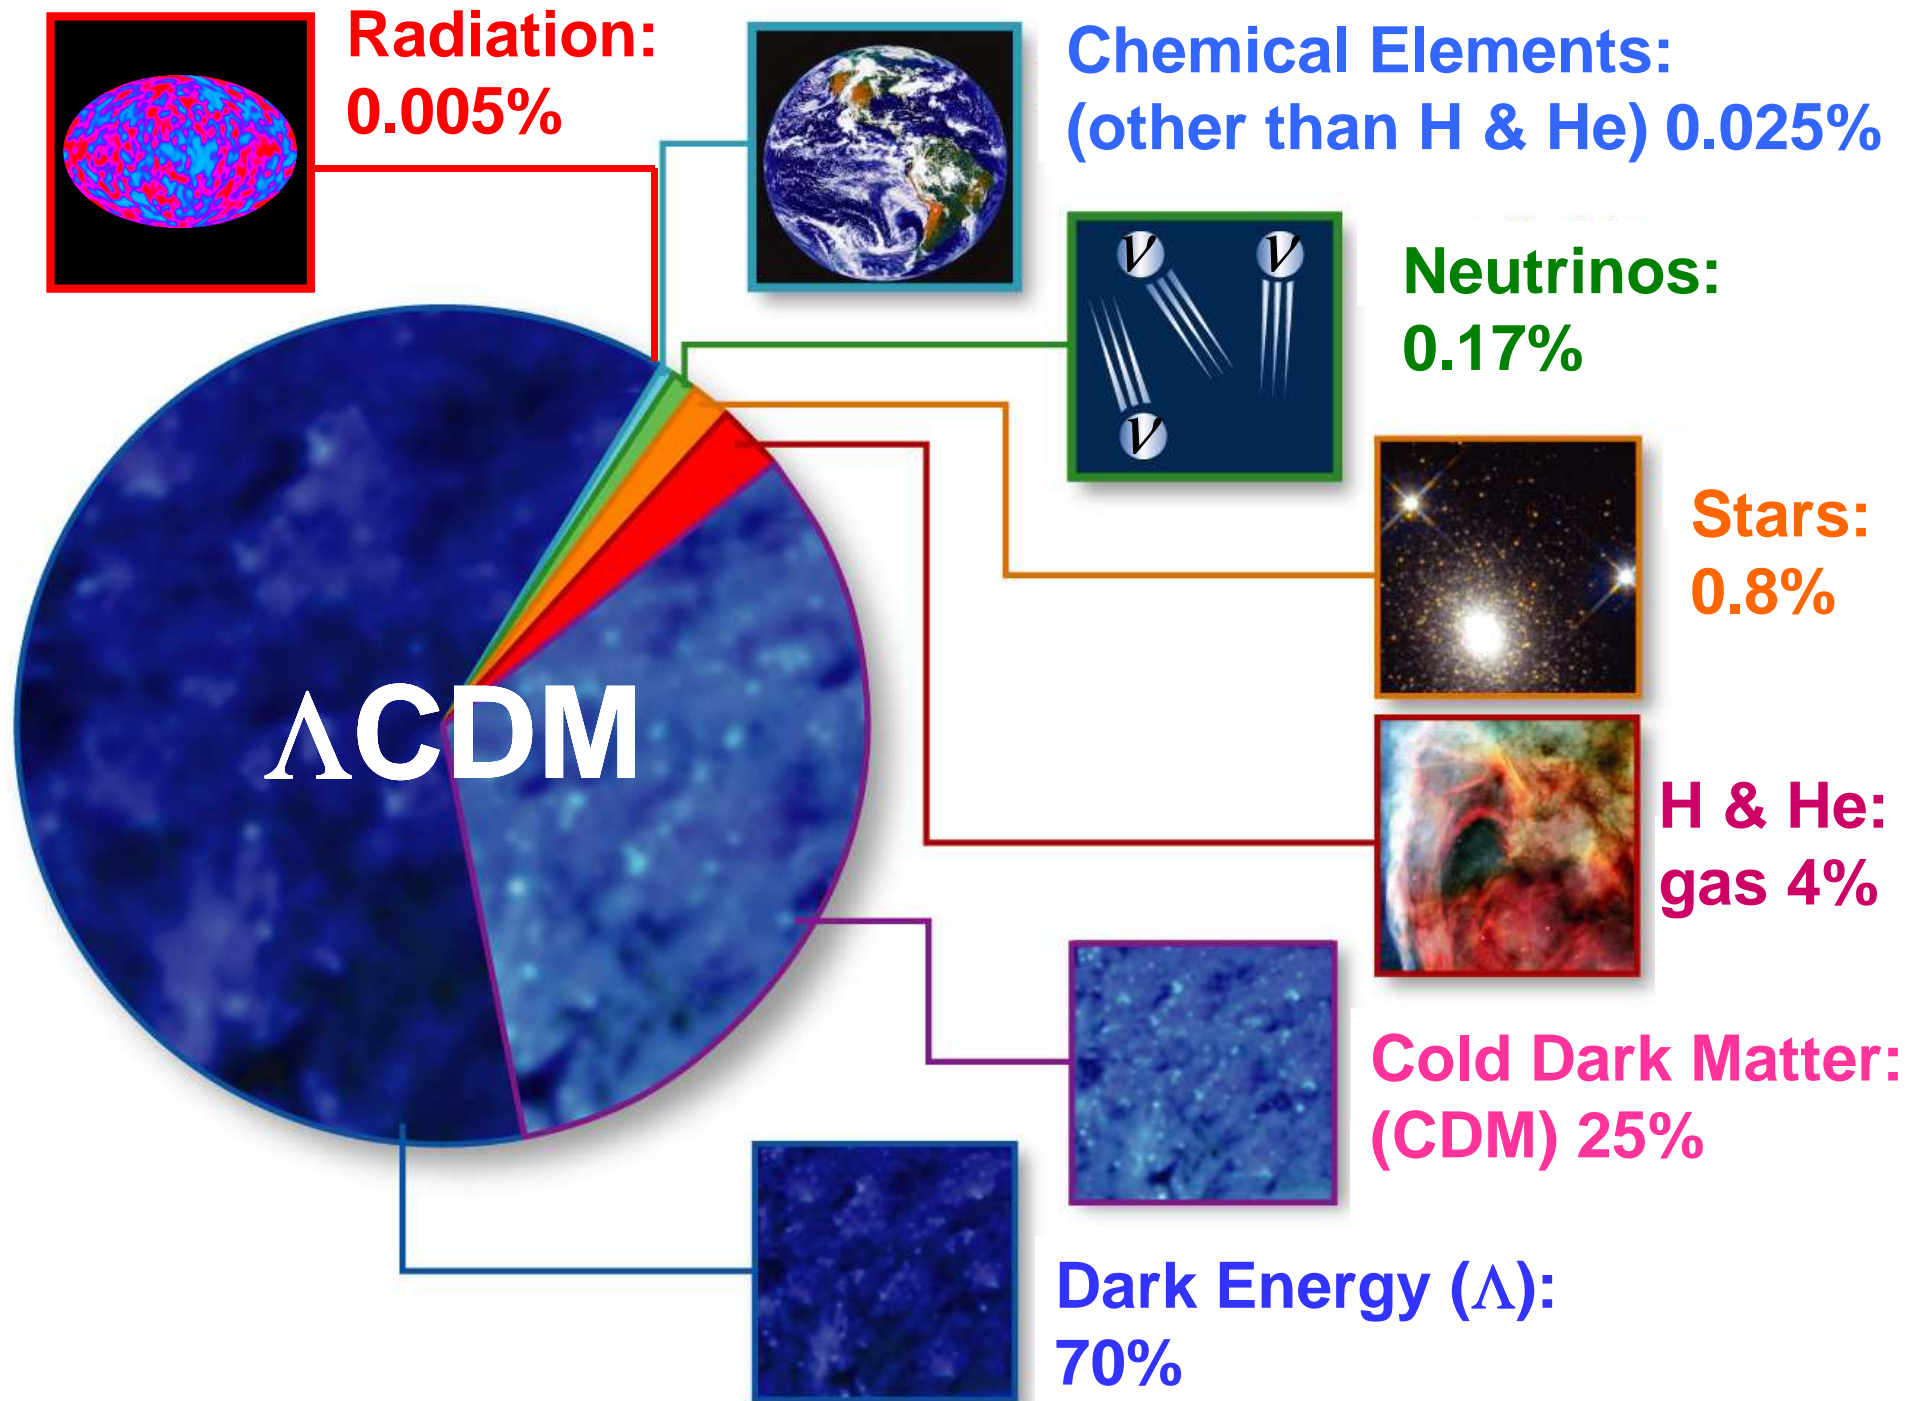 Radiation:
0.005%
Chemical Elements:
(other than H & He) 0.025%
Neutrinos:
0.17%
ν
ν
ν
Stars:
0.8%
ΛCDM
H & He:
gas 4%
Cold Dark Matter:
(CDM) 25%
Dark Energy (Λ):
70%